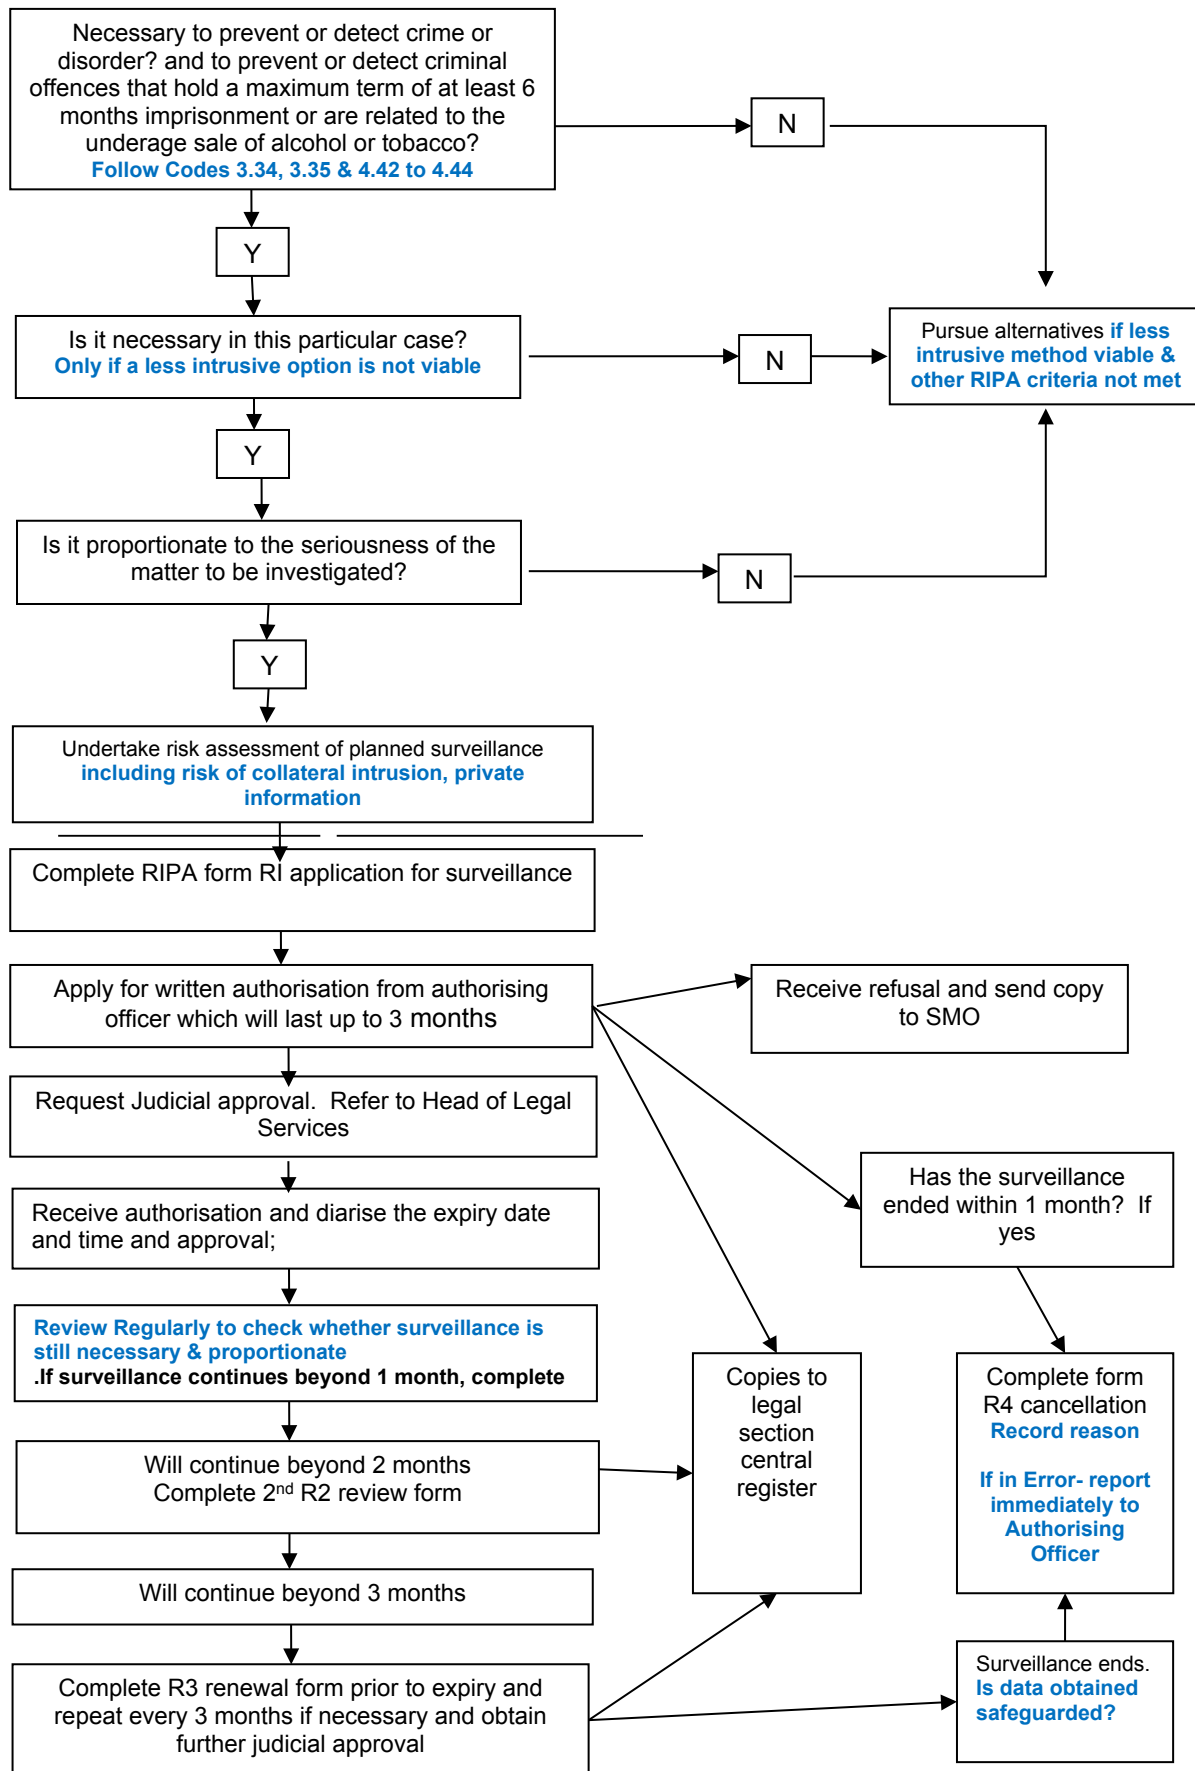 Necessary to prevent or detect crime or
disorder? and to prevent or detect criminal
offences that hold a maximum term of at least 6
months imprisonment or are related to the
underage sale of alcohol or tobacco?
Follow Codes 3.34, 3.35 & 4.42 to 4.44
N
Y
Is it necessary in this particular case?
Only if a less intrusive option is not viable
N
Pursue alternatives if less
intrusive method viable &
other RIPA criteria not met
Y
Is it proportionate to the seriousness of the
matter to be investigated?
N
Y
Undertake risk assessment of planned surveillance
including risk of collateral intrusion, private
information
Complete RIPA form RI application for surveillance
Apply for written authorisation from authorising
officer which will last up to 3 months
Receive refusal and send copy
to SMO
Request Judicial approval.  Refer to Head of Legal
Services
Has the surveillance
ended within 1 month?  If
yes
Receive authorisation and diarise the expiry date
and time and approval;
Review Regularly to check whether surveillance is
still necessary & proportionate
.If surveillance continues beyond 1 month, complete
Copies to
legal
section
central
register
Complete form
R4 cancellation
Record reason
If in Error- report
immediately to
Authorising
Officer
Will continue beyond 2 months
Complete 2nd R2 review form
Will continue beyond 3 months
Complete R3 renewal form prior to expiry and
repeat every 3 months if necessary and obtain
further judicial approval
Surveillance ends.
Is data obtained
safeguarded?